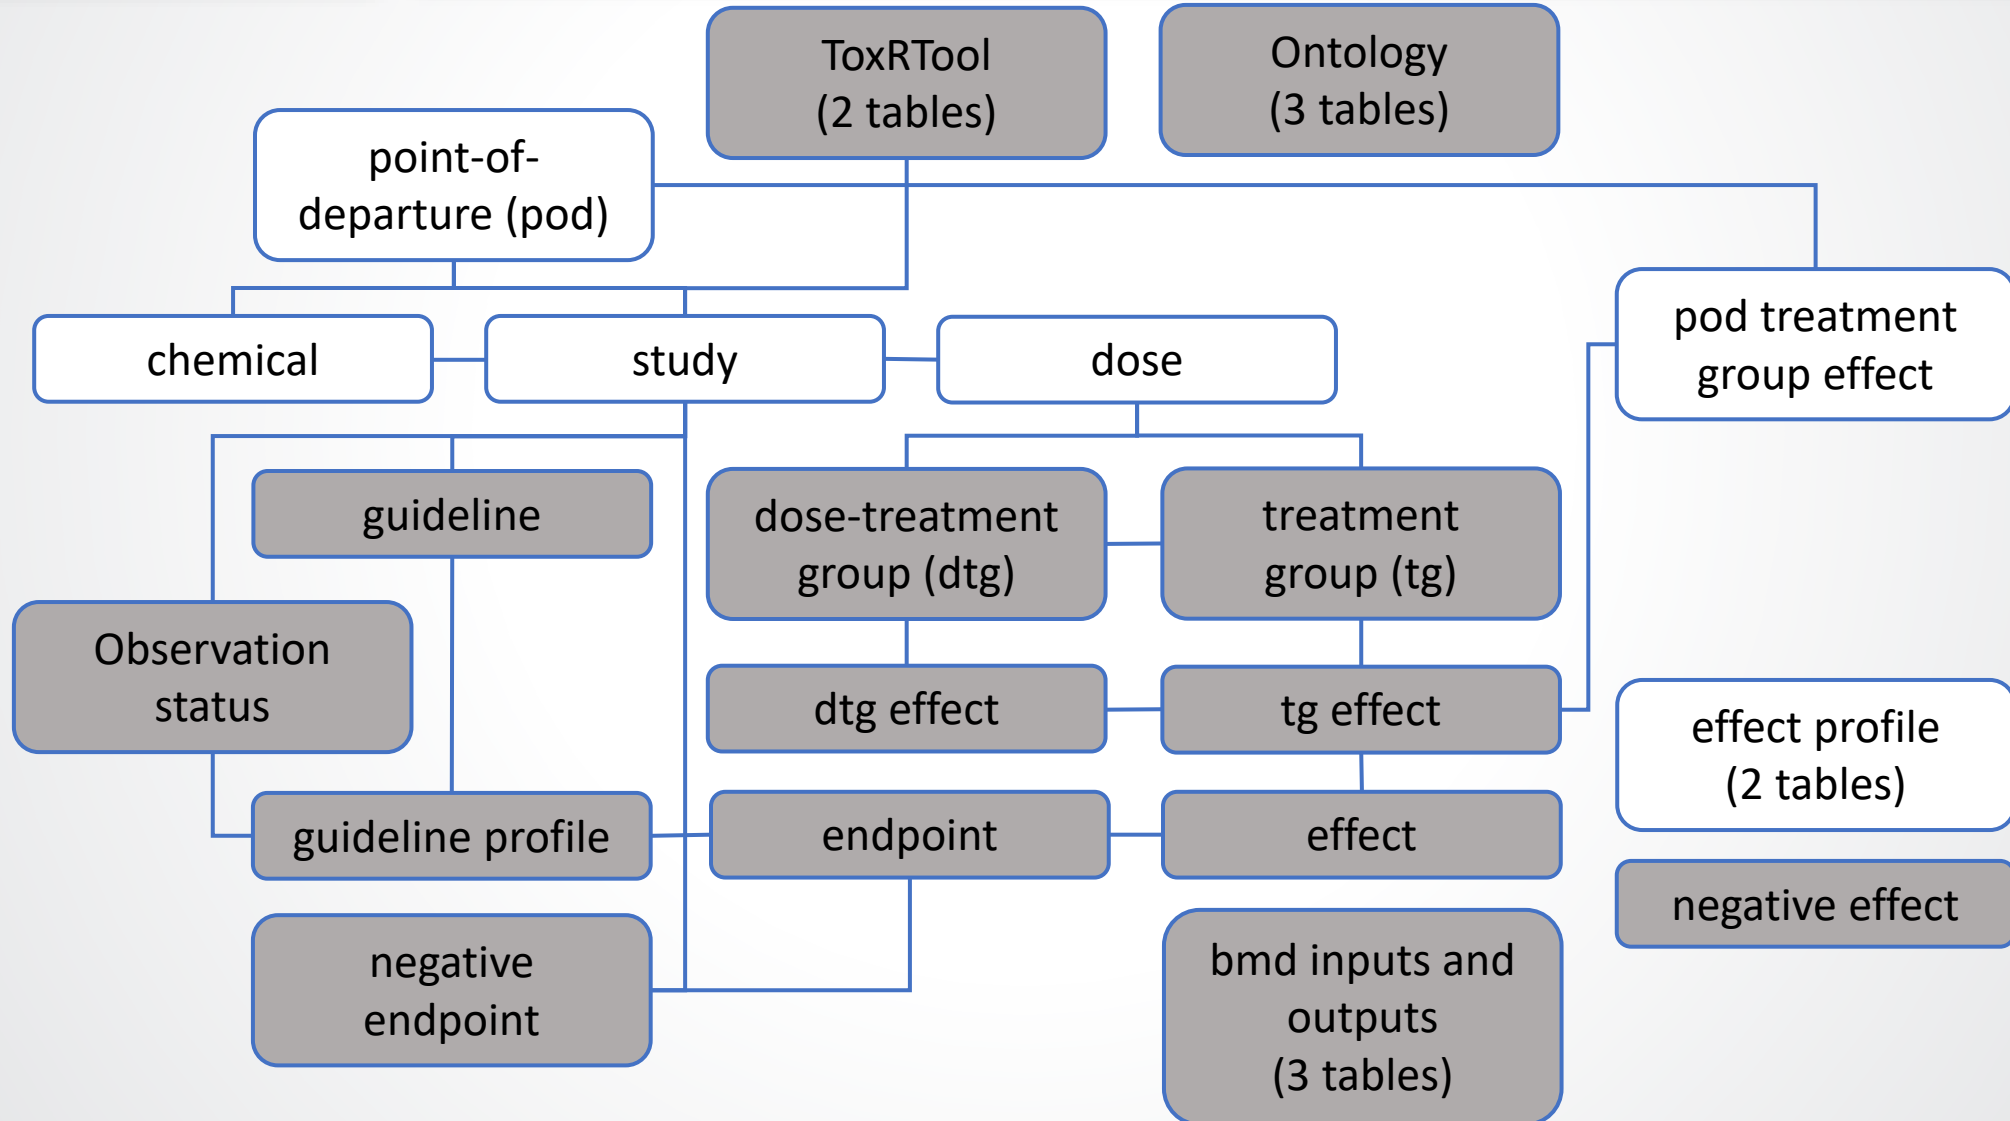 ToxRTool
(2 tables)
Ontology
(3 tables)
point-of-
departure (pod)
chemical
study
dose
pod treatment
group effect
guideline
dose-treatment
group (dtg)
treatment
group (tg)
Observation
status
dtg effect
tg effect
effect profile
(2 tables)
guideline profile
endpoint
effect
negative effect
negative
endpoint
bmd inputs and
outputs
(3 tables)